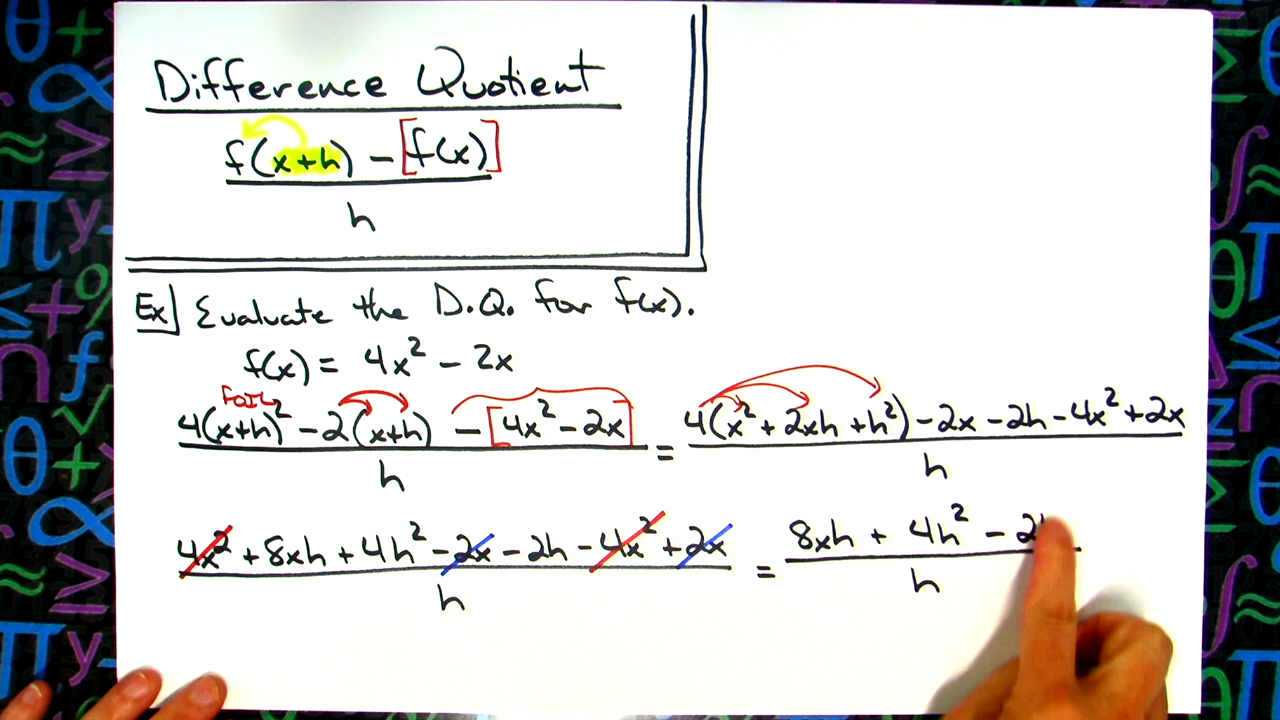 Difference Quotient
f(x+h) - [f(x)]
h
Ex] Evaluate the D.Q. for f(x).
f(x) = 4x² - 2x
FOIL
4(x+h)² - 2(x+h) - [4x² - 2x] = 4(x² + 2xh + h²) - 2x - 2h - 4x² + 2x
h h
4x² + 8xh + 4h² - 2x - 2h - 4x² + 2x = 8xh + 4h² - 2
h h